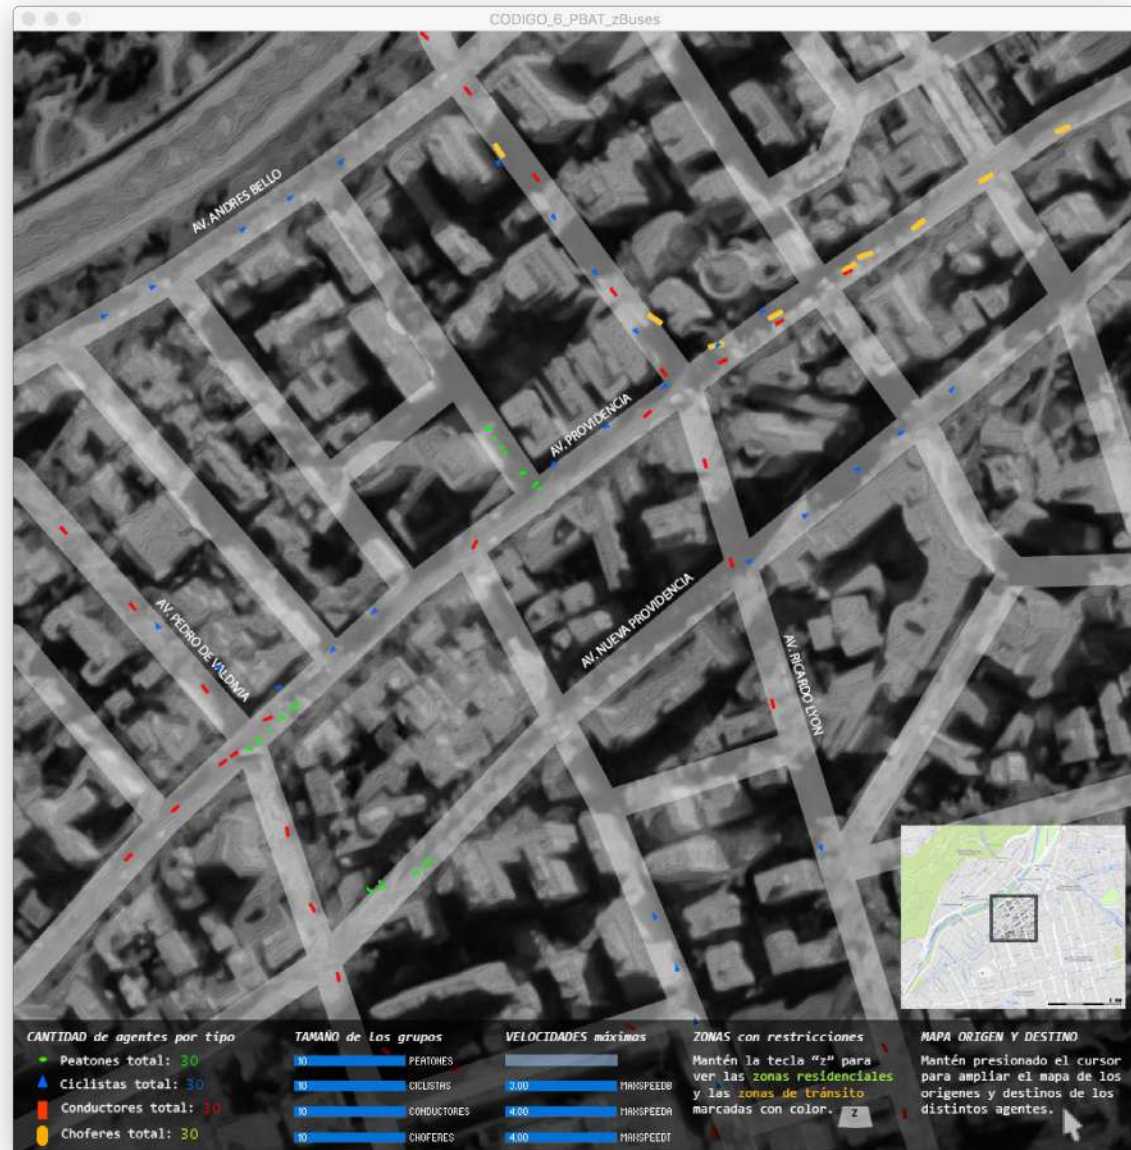 CODIGO_6_PBAT_zBuses
AV. ANDRES BELLO
AV. PROVIDENCIA
AV. PEDRO DE VALDIVIA
AV. NUEVA PROVIDENCIA
AV. RICARDO LYON
CANTIDAD de agentes por tipo
Peatones total: 30
Ciclistas total: 30
Conductores total: 30
Choferes total: 30
TAMAÑO de Los grupos
10 PEATONES
10 CICLISTAS
10 CONDUCTORES
10 CHOFERES
VELOCIDADES máximas
3.00 MAXSPEEDB
4.00 MAXSPEEDA
4.00 MAXSPEEDT
ZONAS con restricciones
Mantén la tecla "z" para
ver las zonas residenciales
y las zonas de tránsito
marcadas con color.
Z
MAPA ORIGEN Y DESTINO
Mantén presionado el cursor
para ampliar el mapa de los
orígenes y destinos de los
distintos agentes.